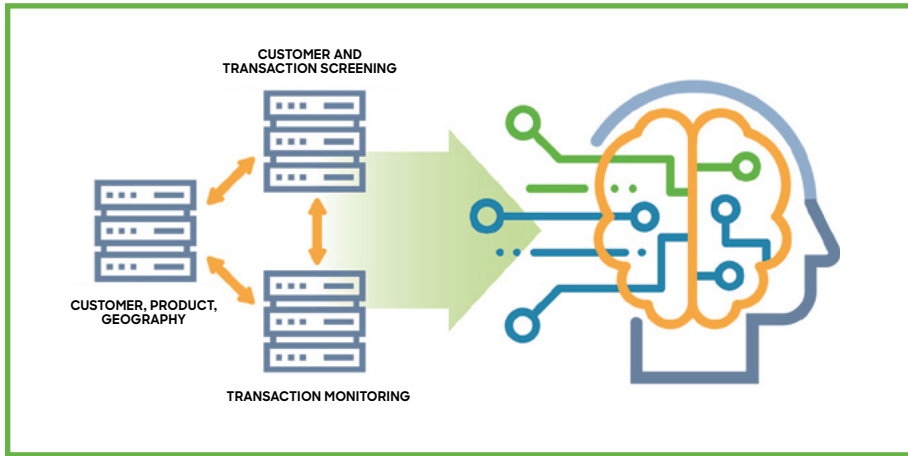 CUSTOMER AND
TRANSACTION SCREENING
CUSTOMER, PRODUCT,
GEOGRAPHY
TRANSACTION MONITORING